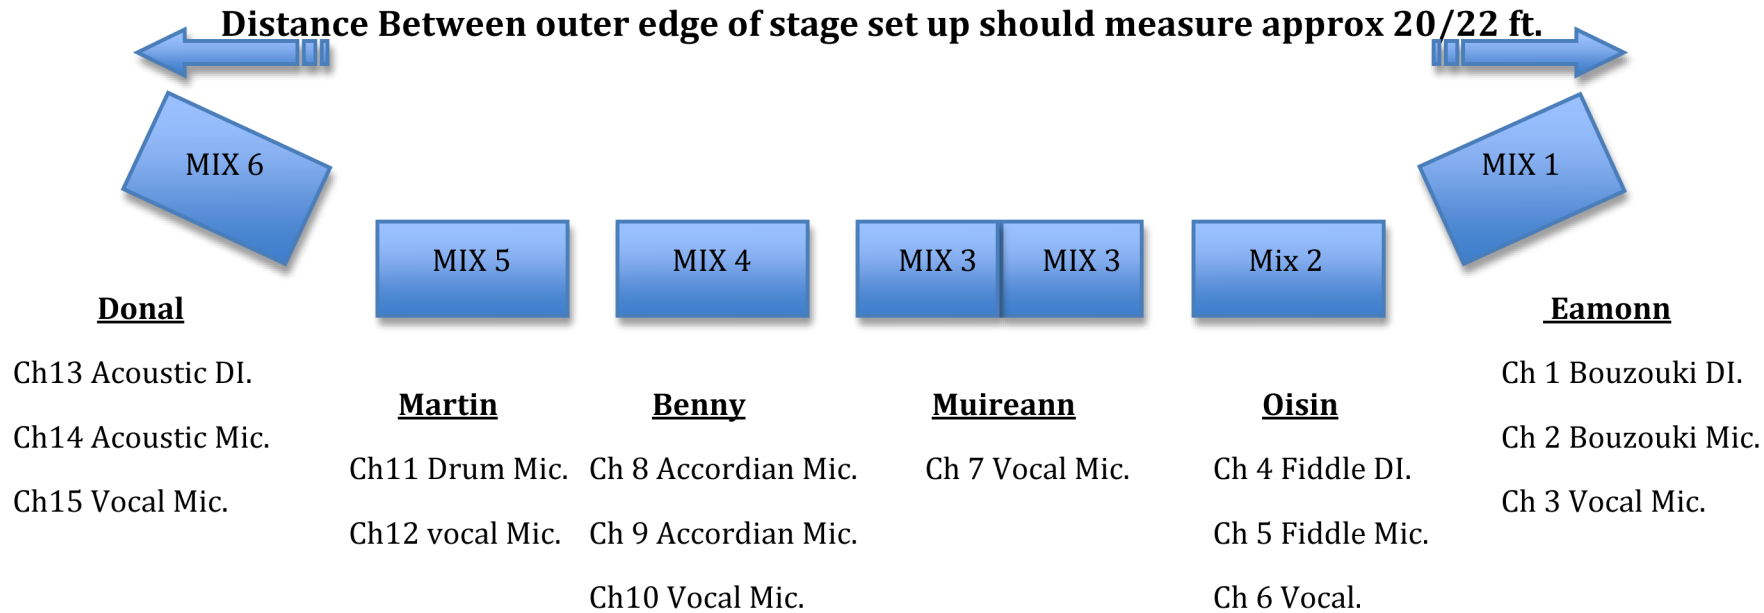 Distance Between outer edge of stage set up should measure approx 20/22 ft.
MIX 6
MIX 1
MIX 5
MIX 4
MIX 3
MIX 3
Mix 2
Donal
Ch13 Acoustic DI.
Ch14 Acoustic Mic.
Ch15 Vocal Mic.
Martin
Ch11 Drum Mic.
Ch12 vocal Mic.
Benny
Ch 8 Accordian Mic.
Ch 9 Accordian Mic.
Ch10 Vocal Mic.
Muireann
Ch 7 Vocal Mic.
Oisin
Ch 4 Fiddle DI.
Ch 5 Fiddle Mic.
Ch 6 Vocal.
Eamonn
Ch 1 Bouzouki DI.
Ch 2 Bouzouki Mic.
Ch 3 Vocal Mic.